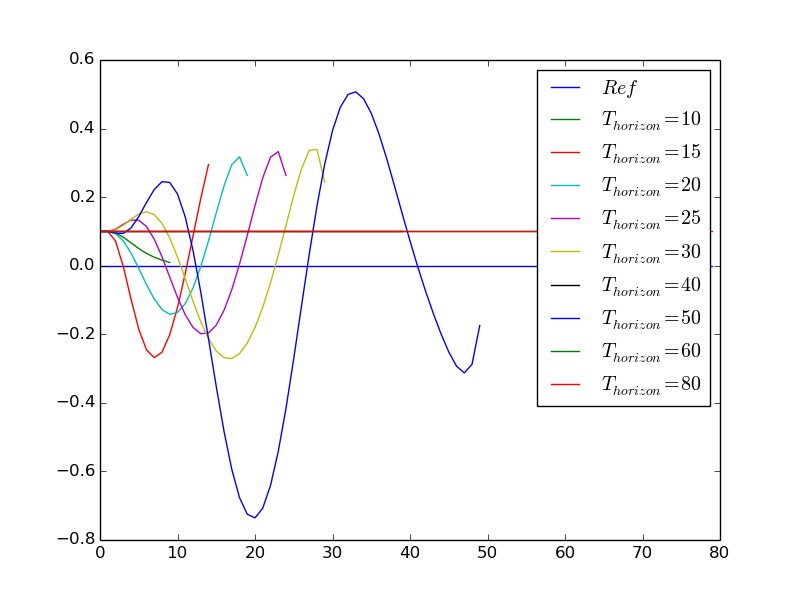 0.6
0.4
0.2
0.0
−0.2
−0.4
−0.6
−0.8
0 10 20 30 40 50 60 70 80
Ref
T_horizon=10
T_horizon=15
T_horizon=20
T_horizon=25
T_horizon=30
T_horizon=40
T_horizon=50
T_horizon=60
T_horizon=80